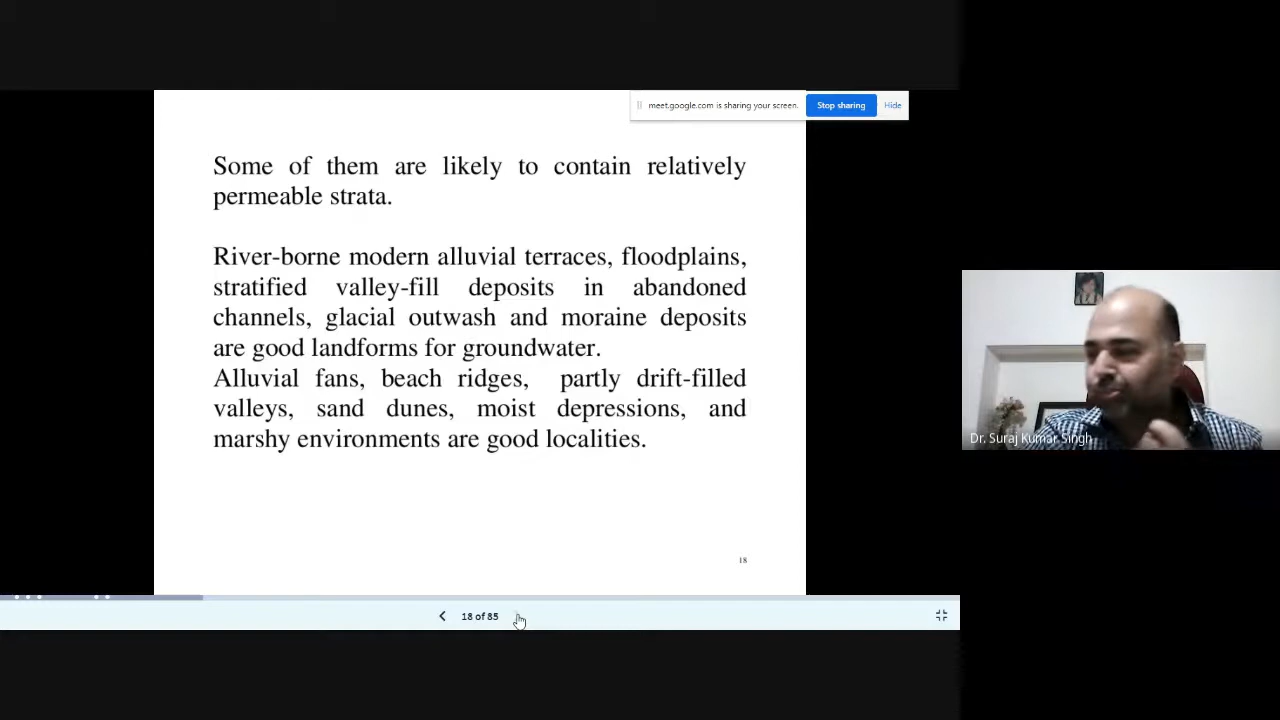 meet.google.com is sharing your screen.
Stop sharing
Hide
Some of them are likely to contain relatively
permeable strata.
River-borne modern alluvial terraces, floodplains,
stratified valley-fill deposits in abandoned
channels, glacial outwash and moraine deposits
are good landforms for groundwater.
Alluvial fans, beach ridges, partly drift-filled
valleys, sand dunes, moist depressions, and
marshy environments are good localities.
18
18 of 85
Dr. Suraj Kumar Singh